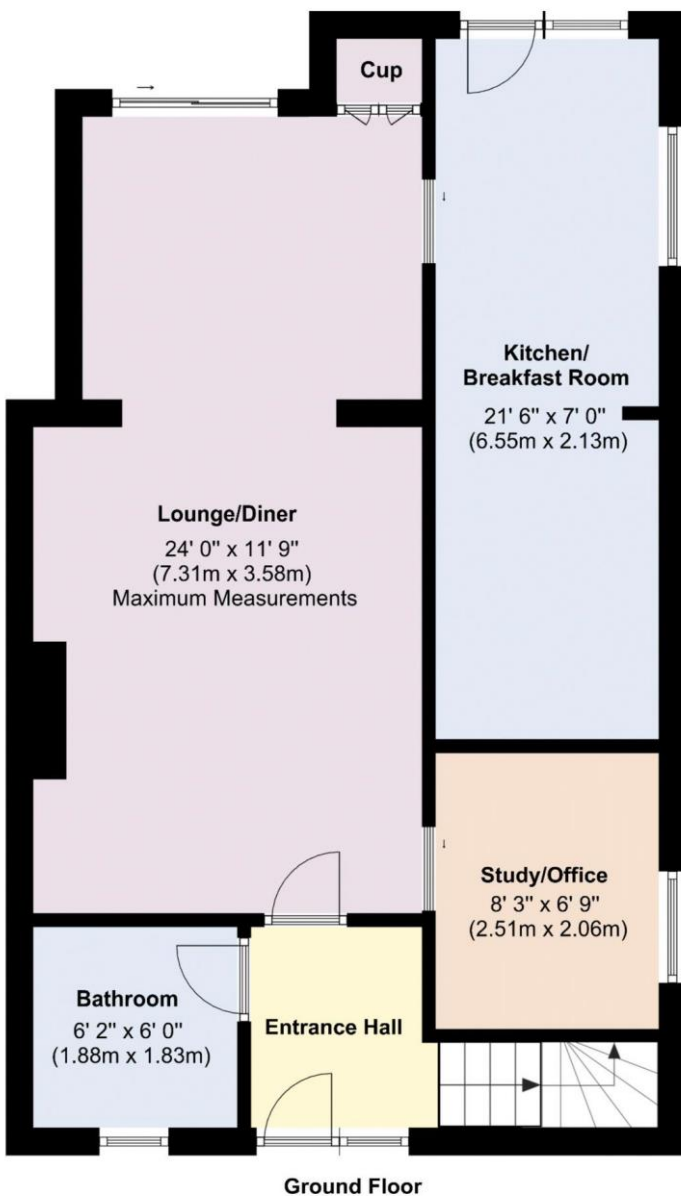 Cup
Kitchen/
Breakfast Room
21' 6" x 7' 0"
(6.55m x 2.13m)
Lounge/Diner
24' 0" x 11' 9"
(7.31m x 3.58m)
Maximum Measurements
Study/Office
8' 3" x 6' 9"
(2.51m x 2.06m)
Bathroom
6' 2" x 6' 0"
(1.88m x 1.83m)
Entrance Hall
Ground Floor